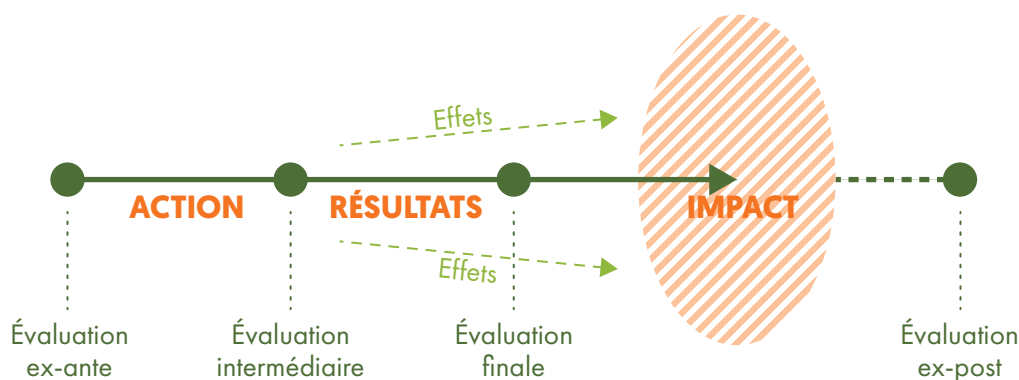 Effets
ACTION
RÉSULTATS
IMPACT
Effets
Évaluation
ex-ante
Évaluation
intermédiaire
Évaluation
finale
Évaluation
ex-post